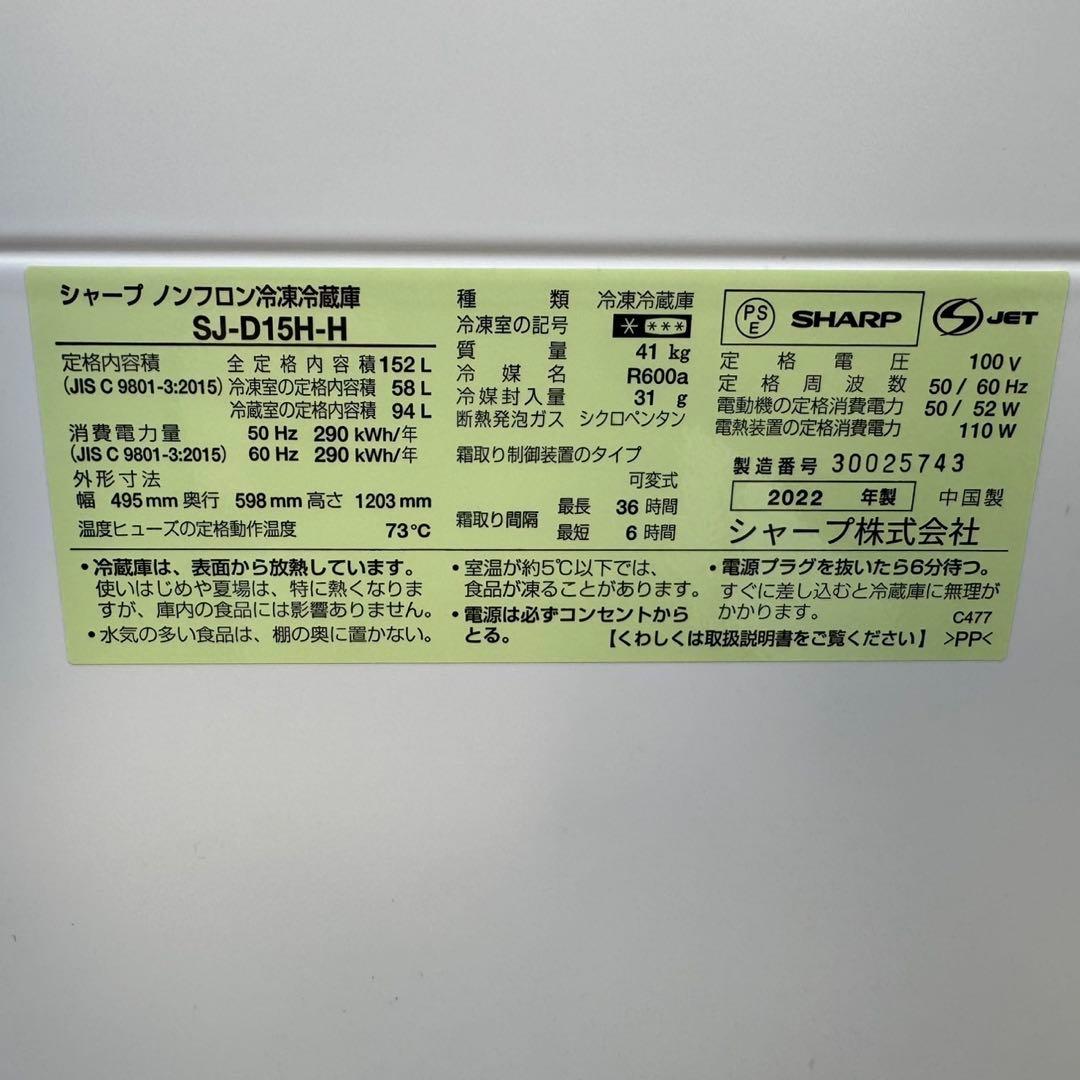 シャープ ノンフロン冷凍冷蔵庫
SJ-D15H-H
定格内容積 全定格内容積 152 L
(JIS C 9801-3:2015) 冷凍室の定格内容積 58 L
冷蔵室の定格内容積 94 L
消費電力量 50 Hz 290 kWh/年
(JIS C 9801-3:2015) 60 Hz 290 kWh/年
外形寸法
幅 495 mm 奥行 598 mm 高さ 1203 mm
温度ヒューズの定格動作温度 73℃
種類 冷凍冷蔵庫
冷凍室の記号 ＊ ＊＊＊
質量 41 kg
冷媒名 R600a
冷媒封入量 31 g
断熱発泡ガス シクロペンタン
霜取り制御装置のタイプ
可変式
霜取り間隔 最長 36 時間
最短 6 時間
PSE SHARP S JET
定格電圧 100 V
定格周波数 50 / 60 Hz
電動機の定格消費電力 50 / 52 W
電熱装置の定格消費電力 110 W
製造番号 30025743
2022 年製 中国製
シャープ株式会社
・冷蔵庫は、表面から放熱しています。
使いはじめや夏場は、特に熱くなりま
すが、庫内の食品には影響ありません。
・水気の多い食品は、棚の奥に置かない。
・室温が約5℃以下では、
食品が凍ることがあります。
・電源は必ずコンセントから
とる。
・電源プラグを抜いたら6分待つ。
すぐに差し込むと冷蔵庫に無理が
かかります。 C477
【くわしくは取扱説明書をご覧ください】 >PP<